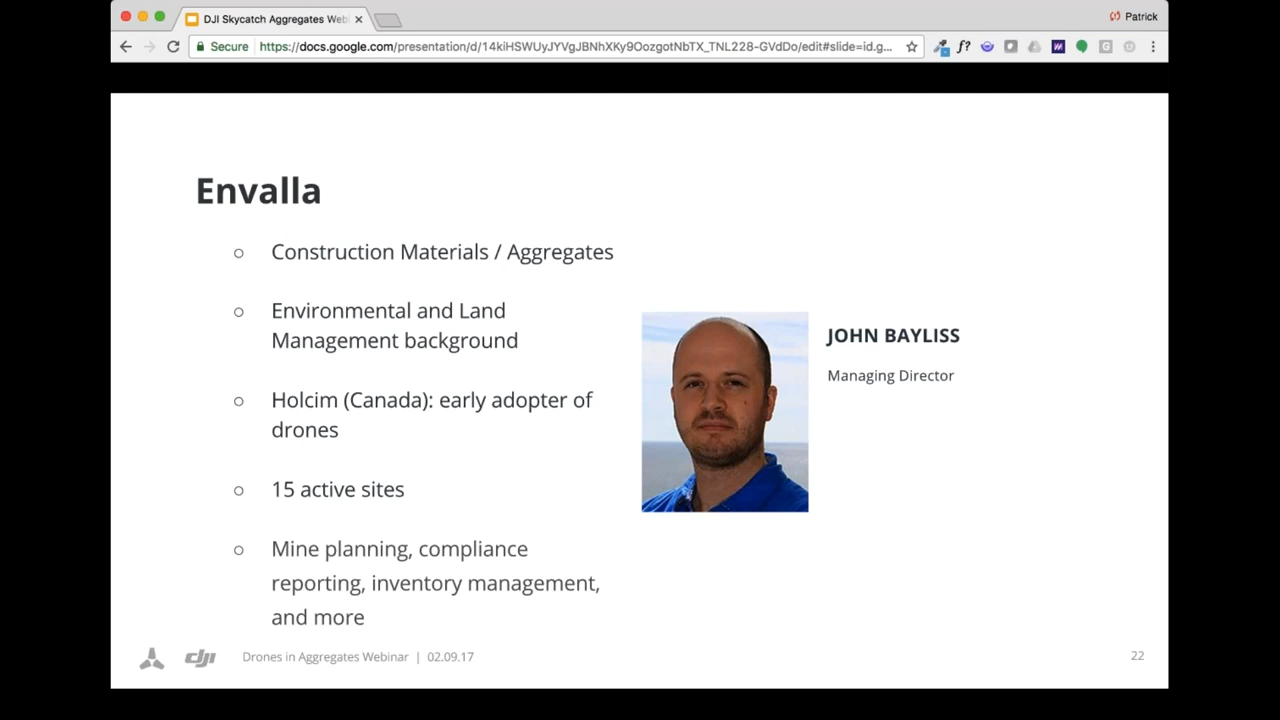 DJI Skycatch Aggregates Web
Patrick
Secure
https://docs.google.com/presentation/d/14kiHSWUyJYVgJBNhXKy9OozgotNbTX_TNL228-GVdDo/edit#slide=id.g...
f?
Envalla
Construction Materials / Aggregates
Environmental and Land
Management background
Holcim (Canada): early adopter of
drones
15 active sites
Mine planning, compliance
reporting, inventory management,
and more
JOHN BAYLISS
Managing Director
dji
Drones in Aggregates Webinar | 02.09.17
22